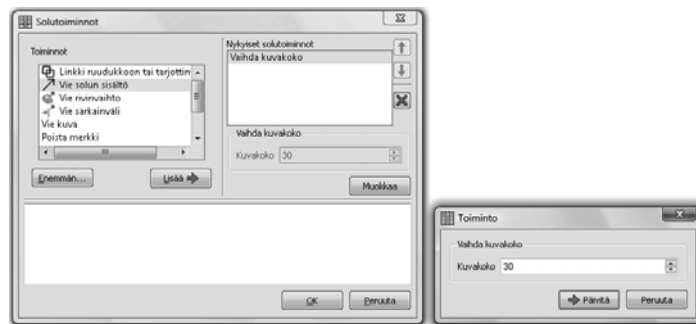 Solutoiminnot
Toiminnot
Linkki ruudukkoon tai tarjottin
Vie solun sisältö
Vie rivinvaihto
Vie sarkainväli
Vie kuva
Poista merkki
Enemmän...
Lisää
Nykyiset solutoiminnot
Vaihda kuvakoko
Vaihda kuvakoko
Kuvakoko 30
Muokkaa
OK
Peruuta
Toiminto
Vaihda kuvakoko
Kuvakoko 30
Päivitä
Peruuta